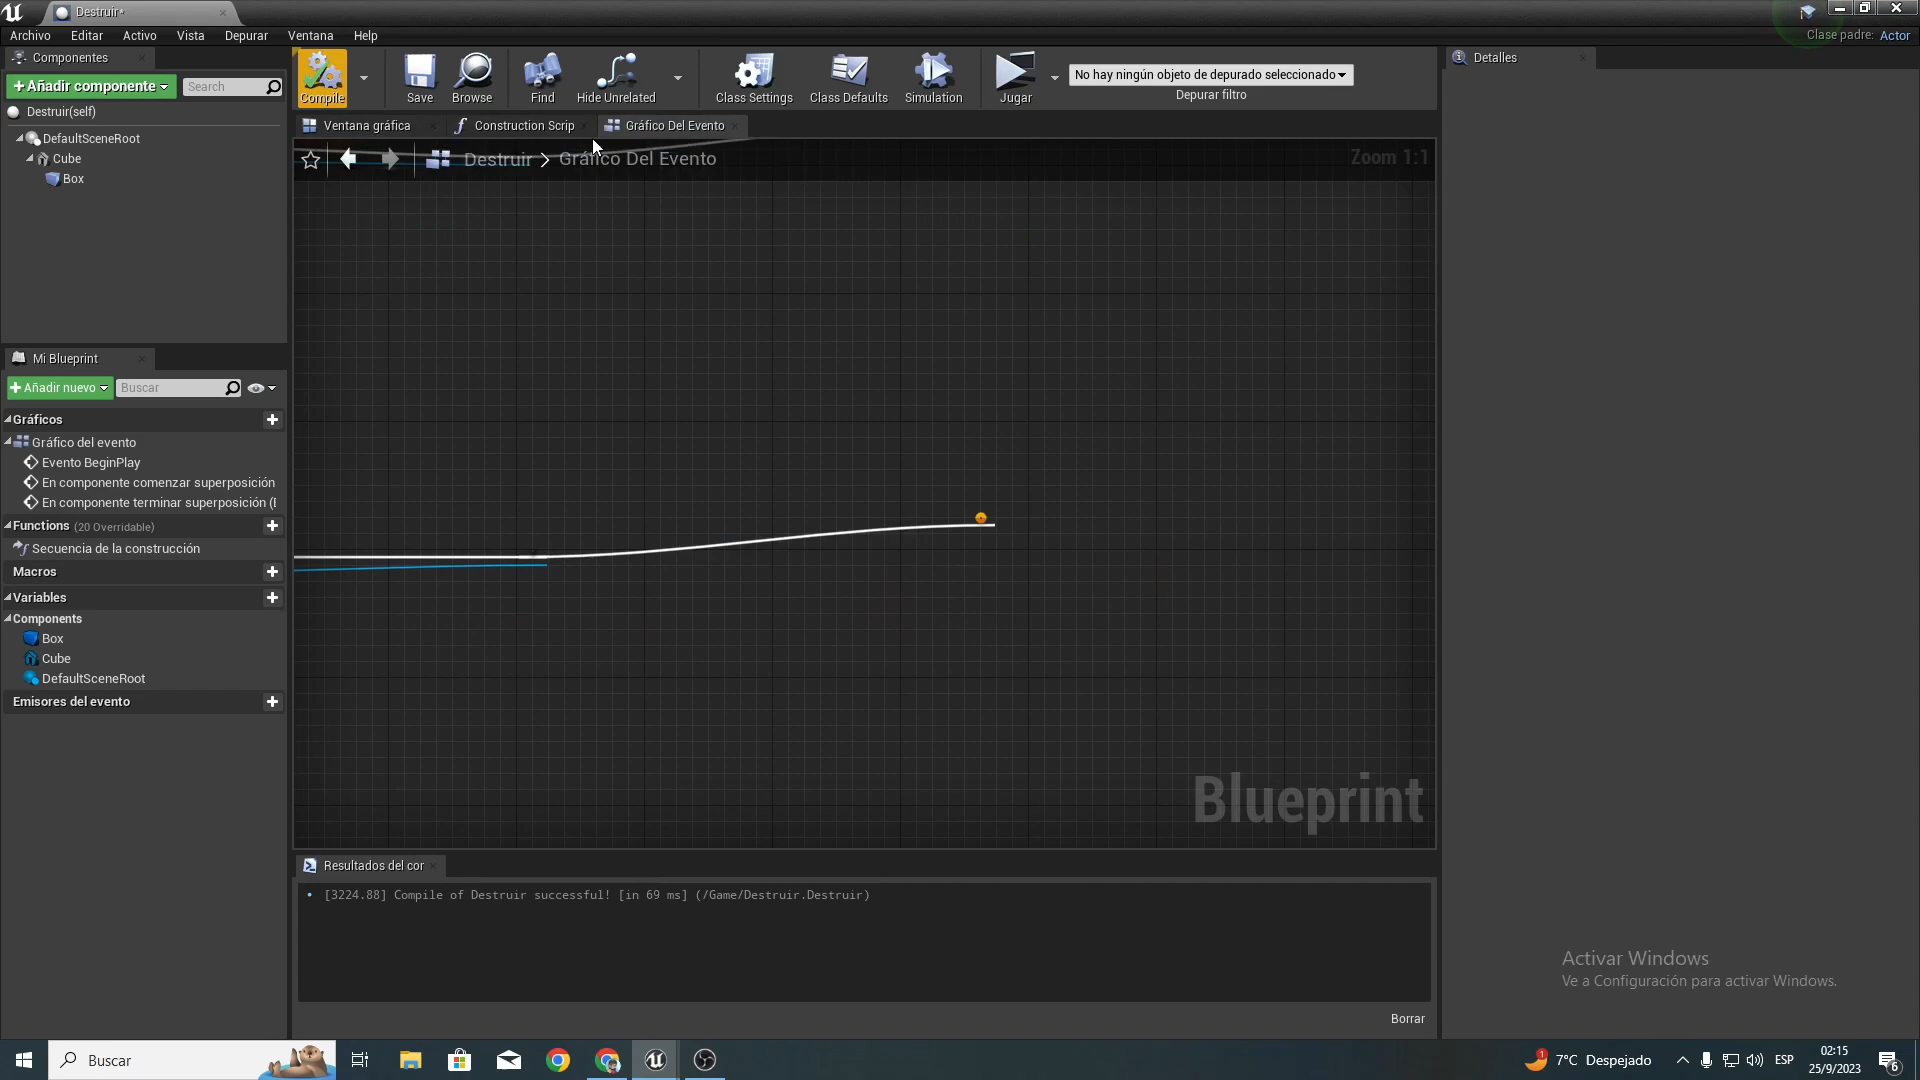 Destruir*
Archivo Editar Activo Vista Depurar Ventana Help
Clase padre: Actor
Componentes
Añadir componente
Search
Destruir(self)
DefaultSceneRoot
Cube
Box
Compile
Save
Browse
Find
Hide Unrelated
Class Settings
Class Defaults
Simulation
Jugar
No hay ningún objeto de depurado seleccionado
Depurar filtro
Detalles
Ventana gráfica
Construction Scrip
Gráfico Del Evento
Destruir > Gráfico Del Evento
Zoom 1:1
Mi Blueprint
Añadir nuevo
Buscar
Gráficos
Gráfico del evento
Evento BeginPlay
En componente comenzar superposición
En componente terminar superposición (
Functions (20 Overridable)
Secuencia de la construcción
Macros
Variables
Components
Box
Cube
DefaultSceneRoot
Emisores del evento
Blueprint
Resultados del cor
[3224.88] Compile of Destruir successful! [in 69 ms] (/Game/Destruir.Destruir)
Borrar
Activar Windows
Ve a Configuración para activar Windows.
Buscar
1
7°C Despejado
ESP
02:15
25/9/2023
6